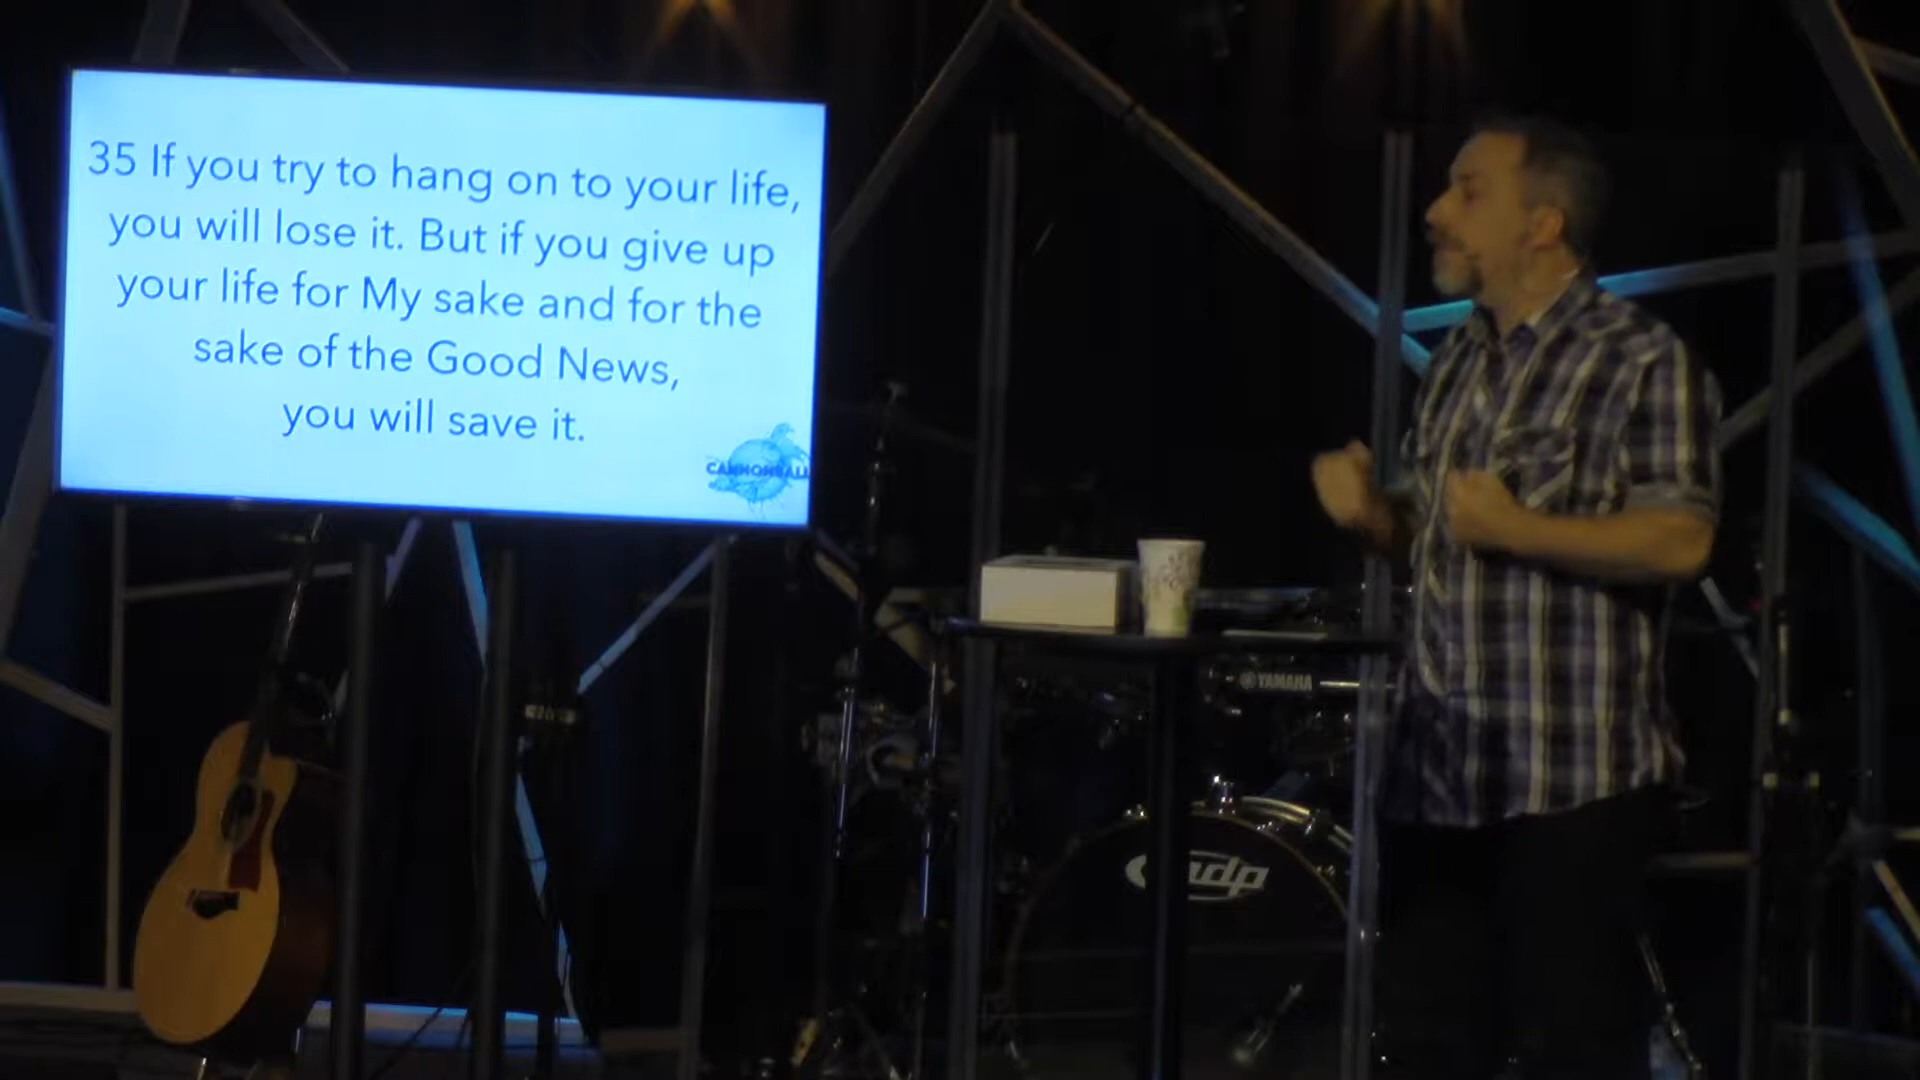 35 If you try to hang on to your life,
you will lose it. But if you give up
your life for My sake and for the
sake of the Good News,
you will save it.
CANNONBALL
YAMAHA
pdp